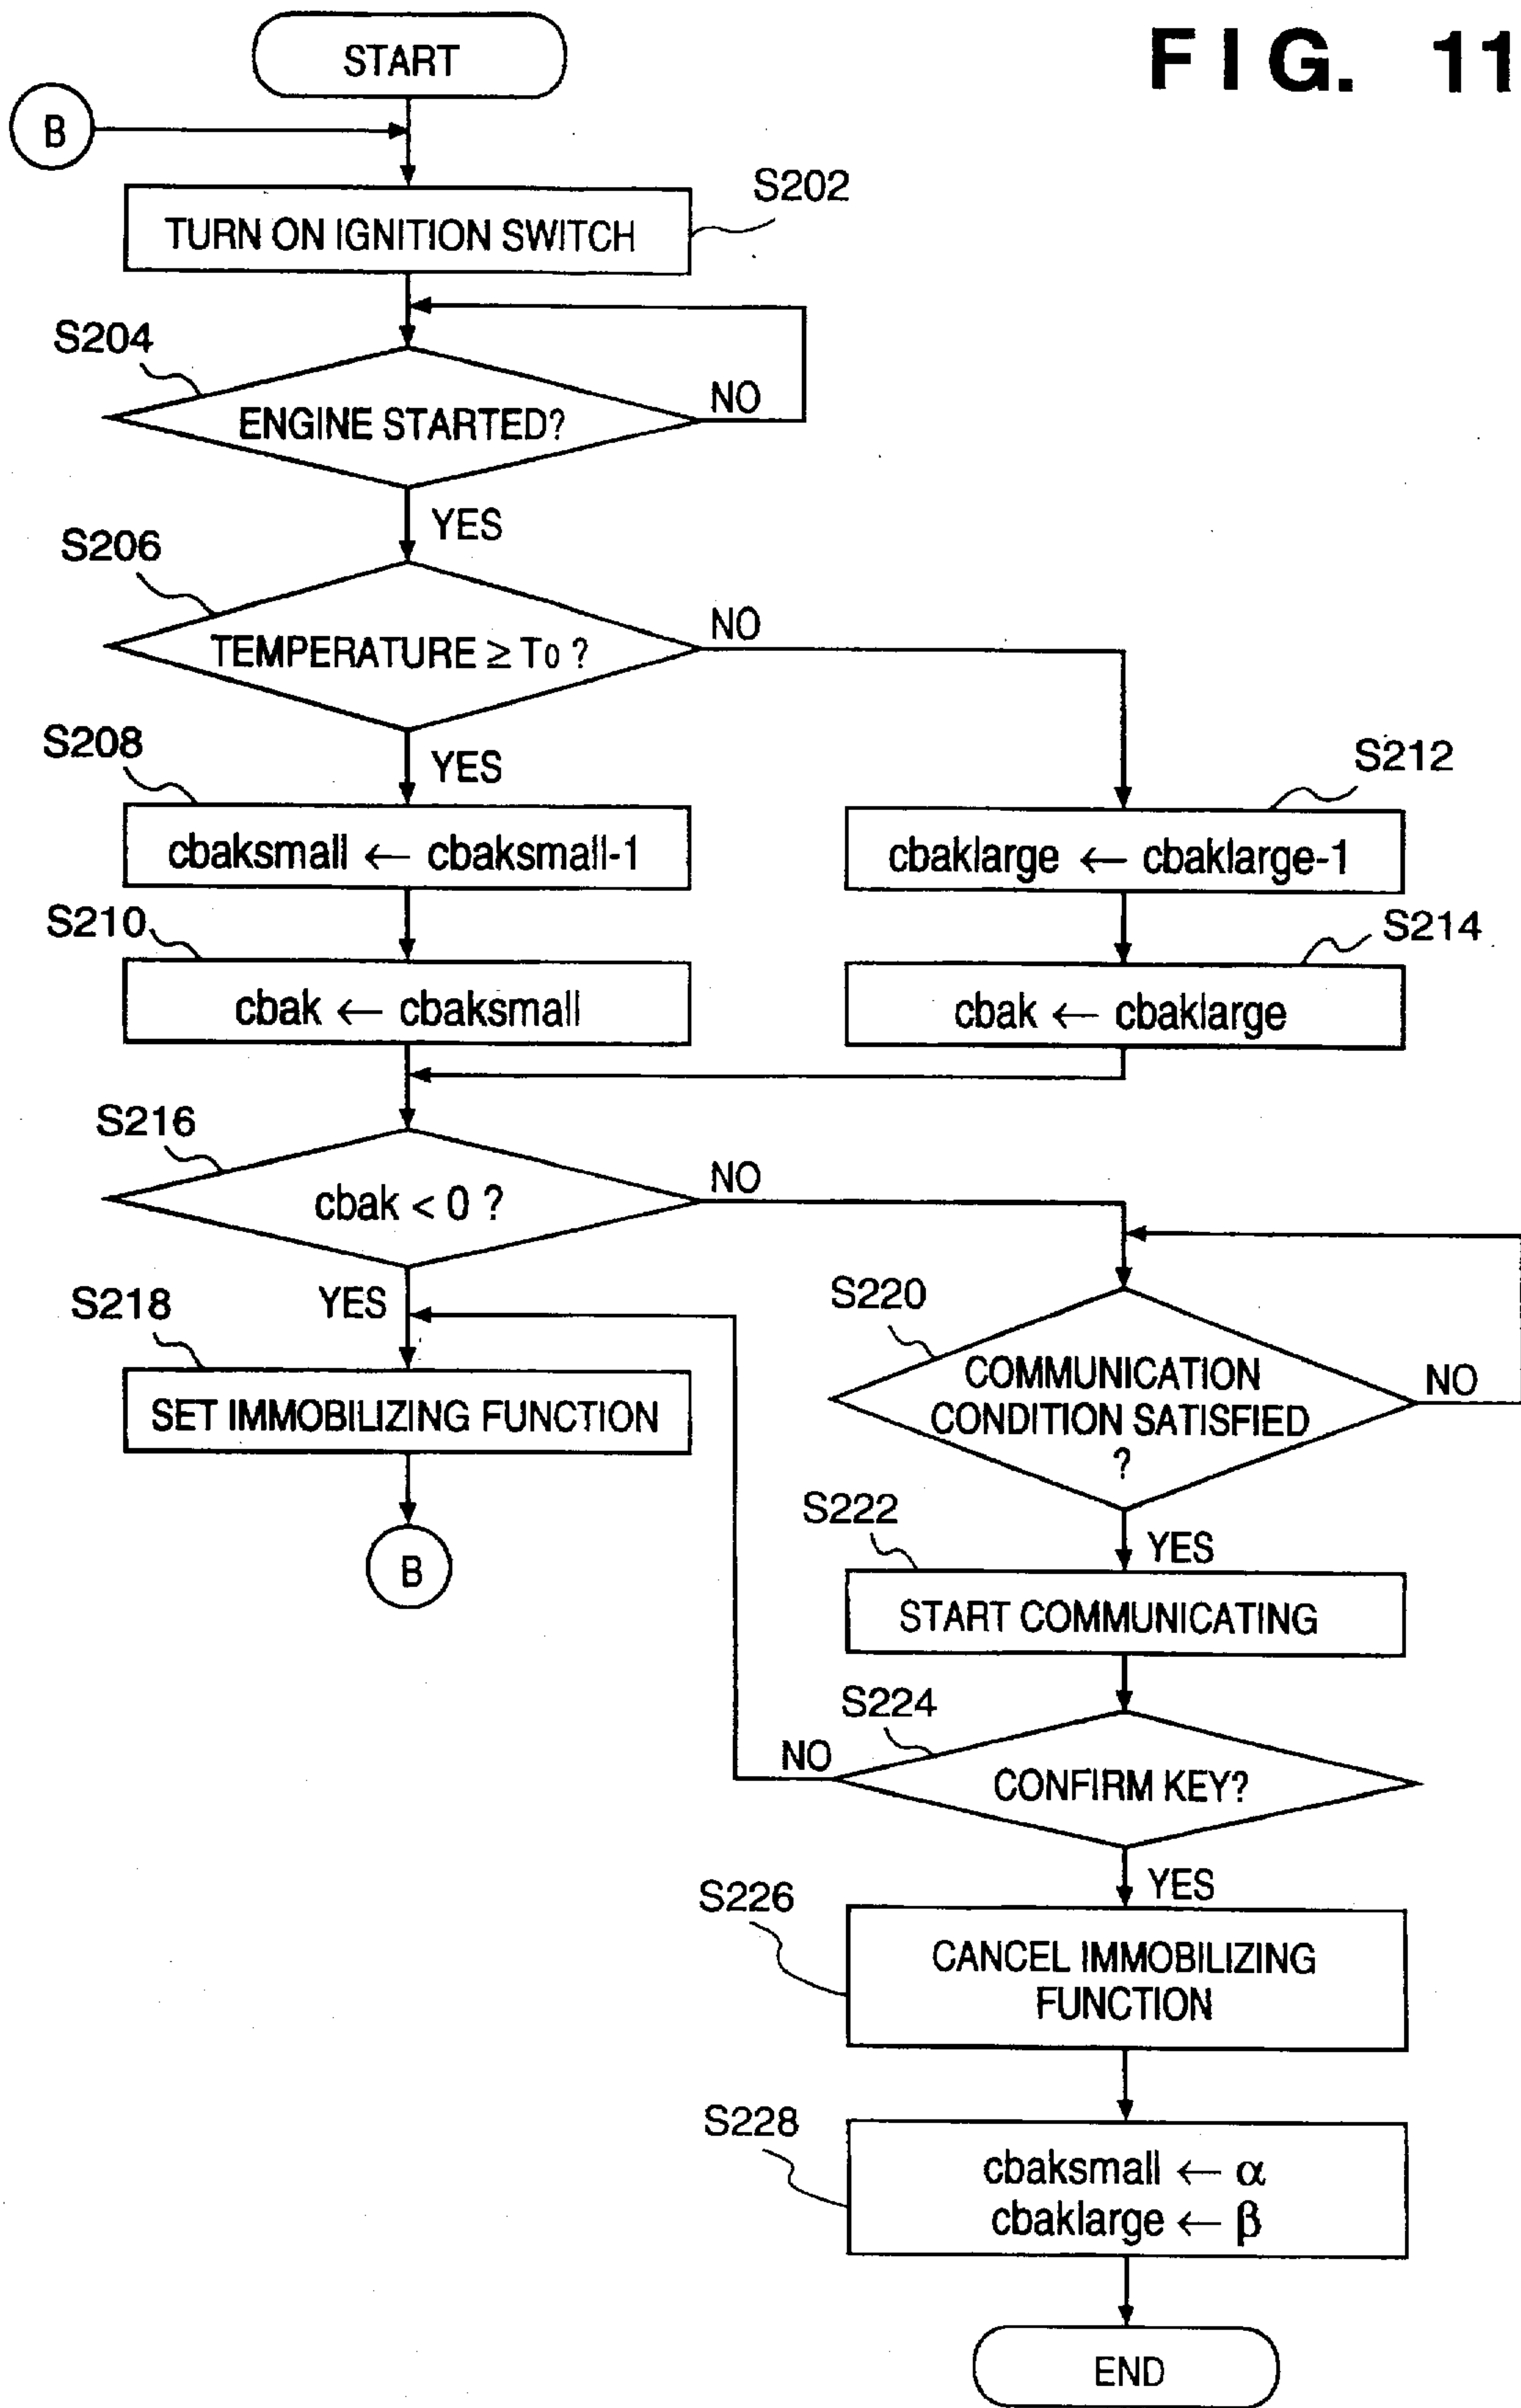 FIG. 11
START
B
S202
TURN ON IGNITION SWITCH
S204
ENGINE STARTED?
NO
YES
S206
TEMPERATURE ≥ T0 ?
NO
YES
S208
cbaksmall ← cbaksmall-1
S212
cbaklarge ← cbaklarge-1
S210
cbak ← cbaksmall
S214
cbak ← cbaklarge
S216
cbak < 0 ?
NO
YES
S218
SET IMMOBILIZING FUNCTION
B
S220
COMMUNICATION
CONDITION SATISFIED
?
NO
YES
S222
START COMMUNICATING
S224
CONFIRM KEY?
NO
YES
S226
CANCEL IMMOBILIZING
FUNCTION
S228
cbaksmall ← α
cbaklarge ← β
END